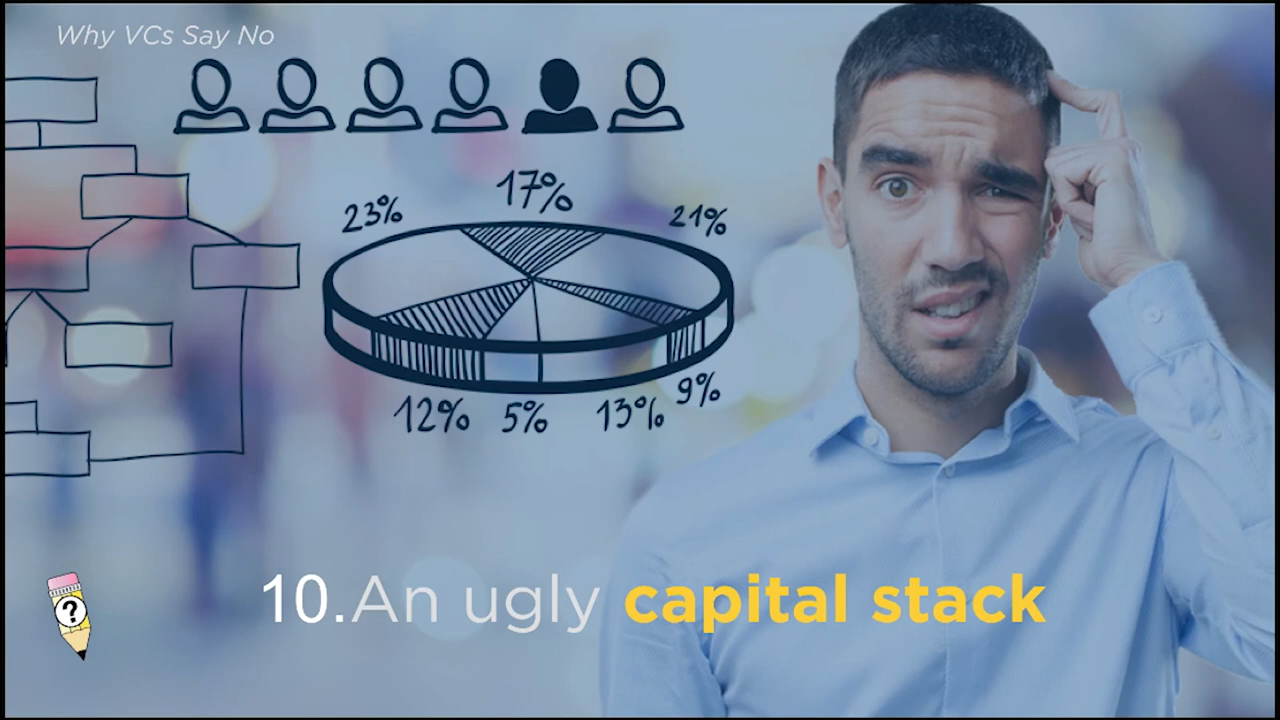 Why VCs Say No
17%
23%
21%
9%
12% 5% 13%
?
10.An ugly capital stack